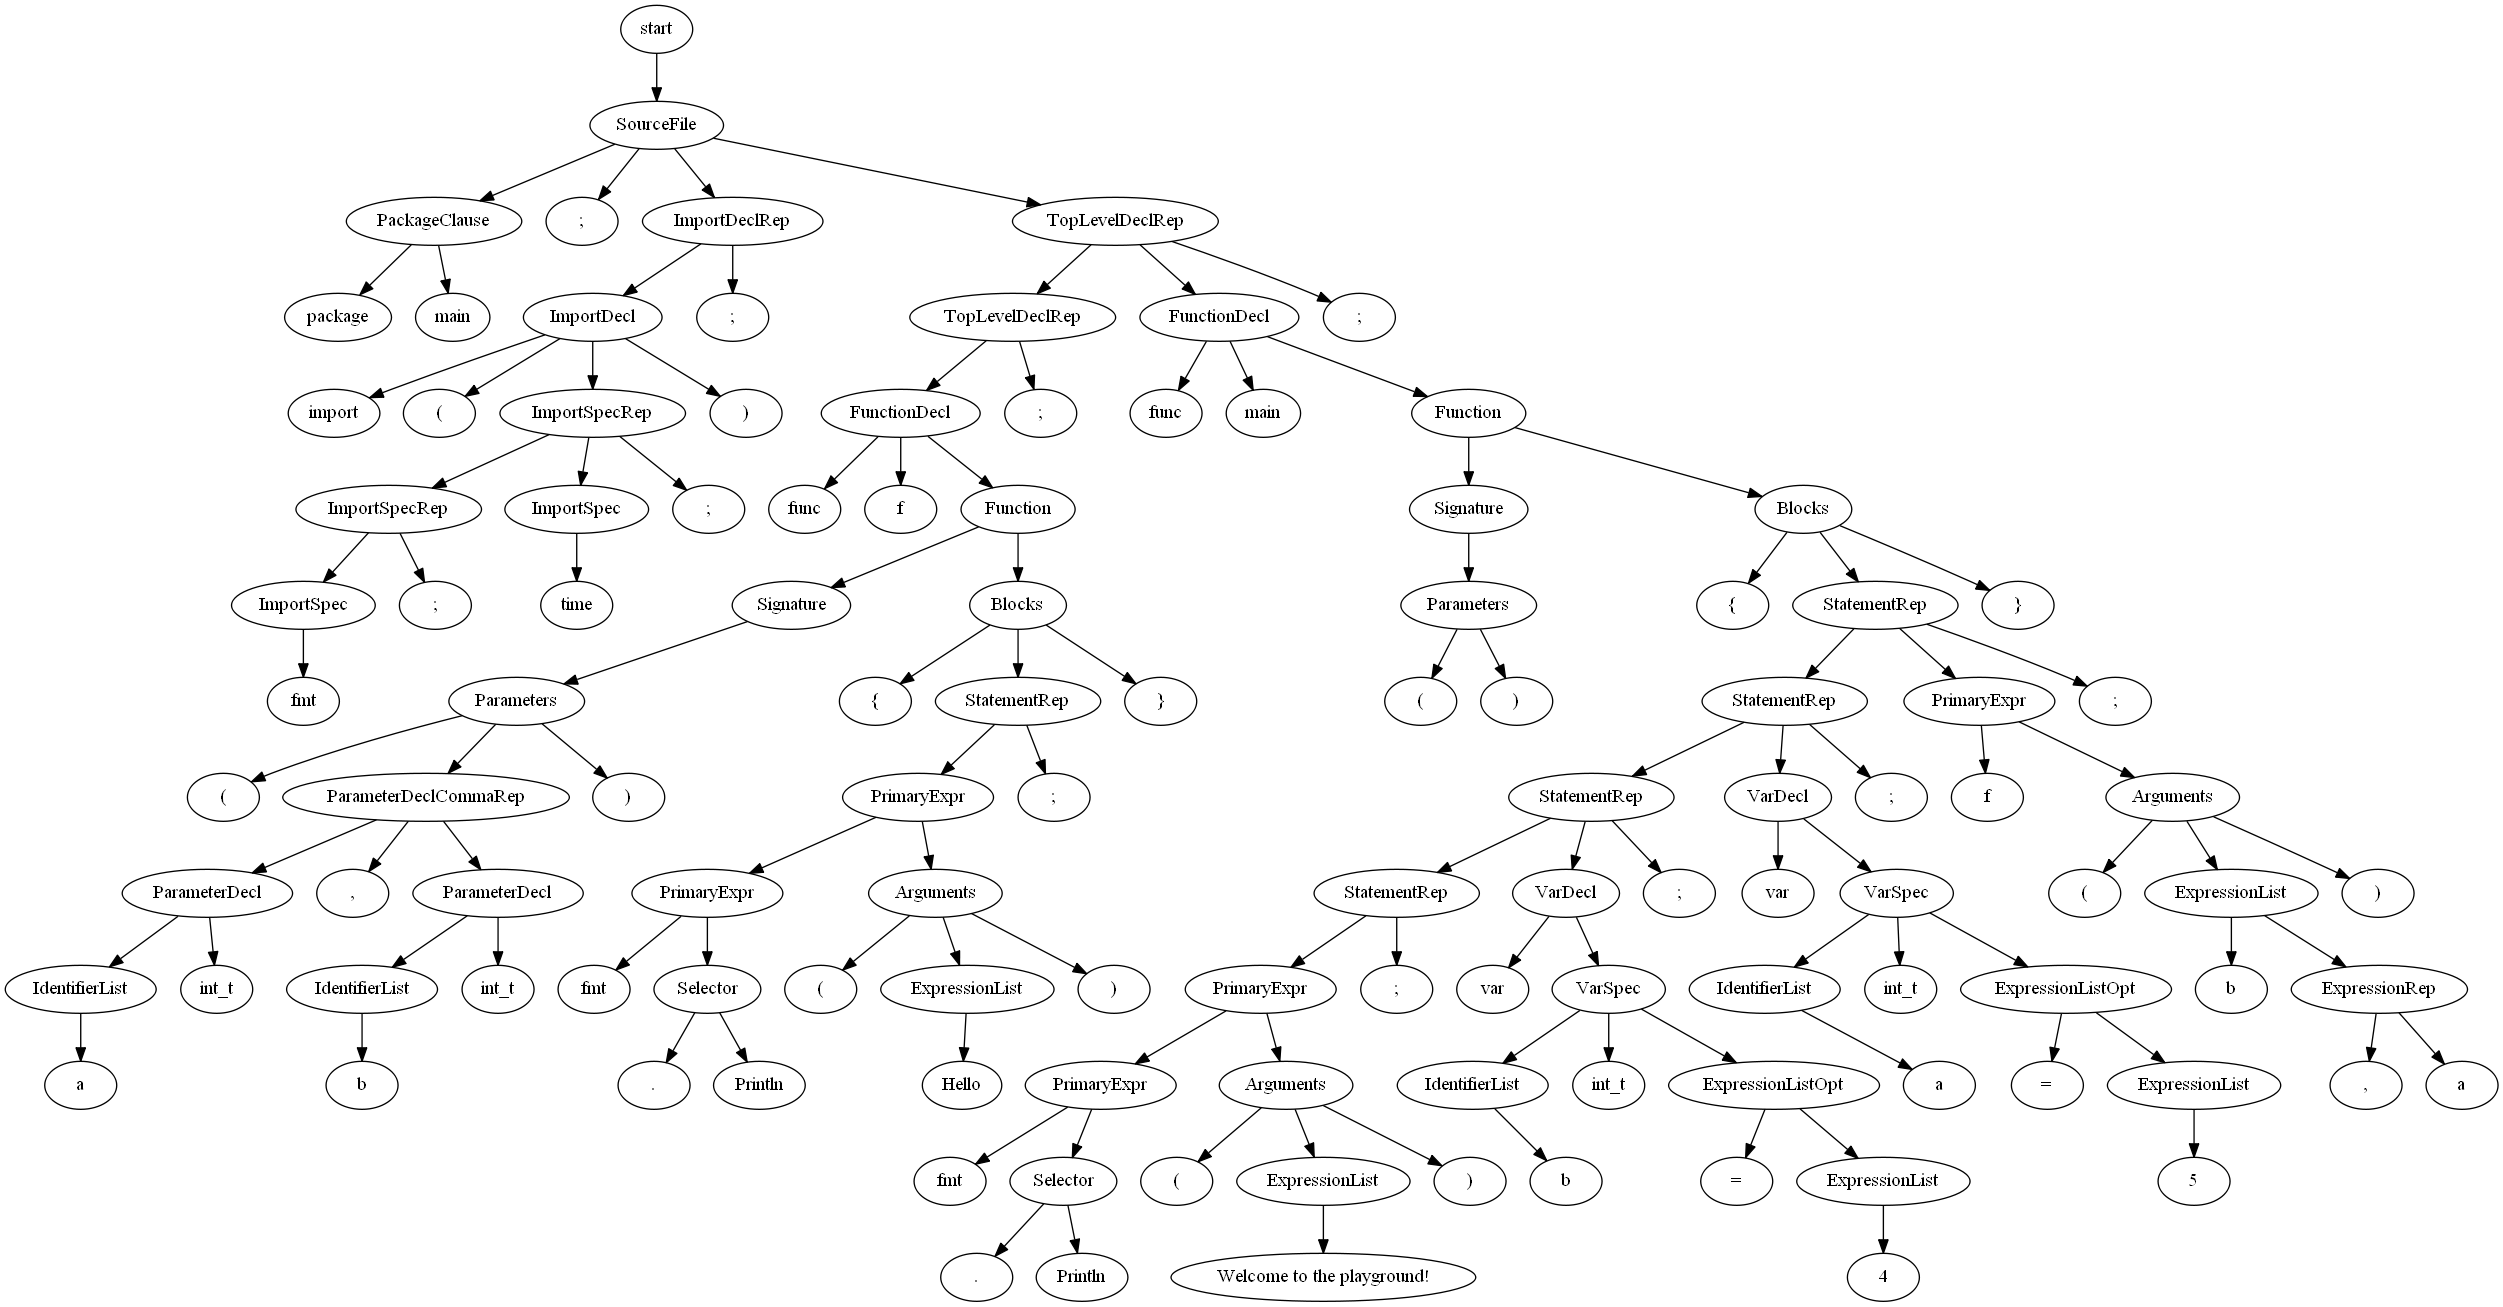 start
SourceFile
PackageClause ; ImportDeclRep TopLevelDeclRep
package main ImportDecl ; TopLevelDeclRep FunctionDecl ;
import ( ImportSpecRep ) FunctionDecl ; func main Function
ImportSpecRep ImportSpec ; func f Function Signature Blocks
ImportSpec ; time Signature Blocks Parameters { StatementRep }
fmt Parameters { StatementRep } ( ) StatementRep PrimaryExpr ;
( ParameterDeclCommaRep ) PrimaryExpr ; StatementRep VarDecl ; f Arguments
ParameterDecl , ParameterDecl PrimaryExpr Arguments StatementRep VarDecl ; var VarSpec ( ExpressionList )
IdentifierList int_t IdentifierList int_t fmt Selector ( ExpressionList ) PrimaryExpr ; var VarSpec IdentifierList int_t ExpressionListOpt b ExpressionRep
a b . Println Hello PrimaryExpr Arguments IdentifierList int_t ExpressionListOpt a = ExpressionList , a
fmt Selector ( ExpressionList ) b = ExpressionList 5
. Println Welcome to the playground! 4